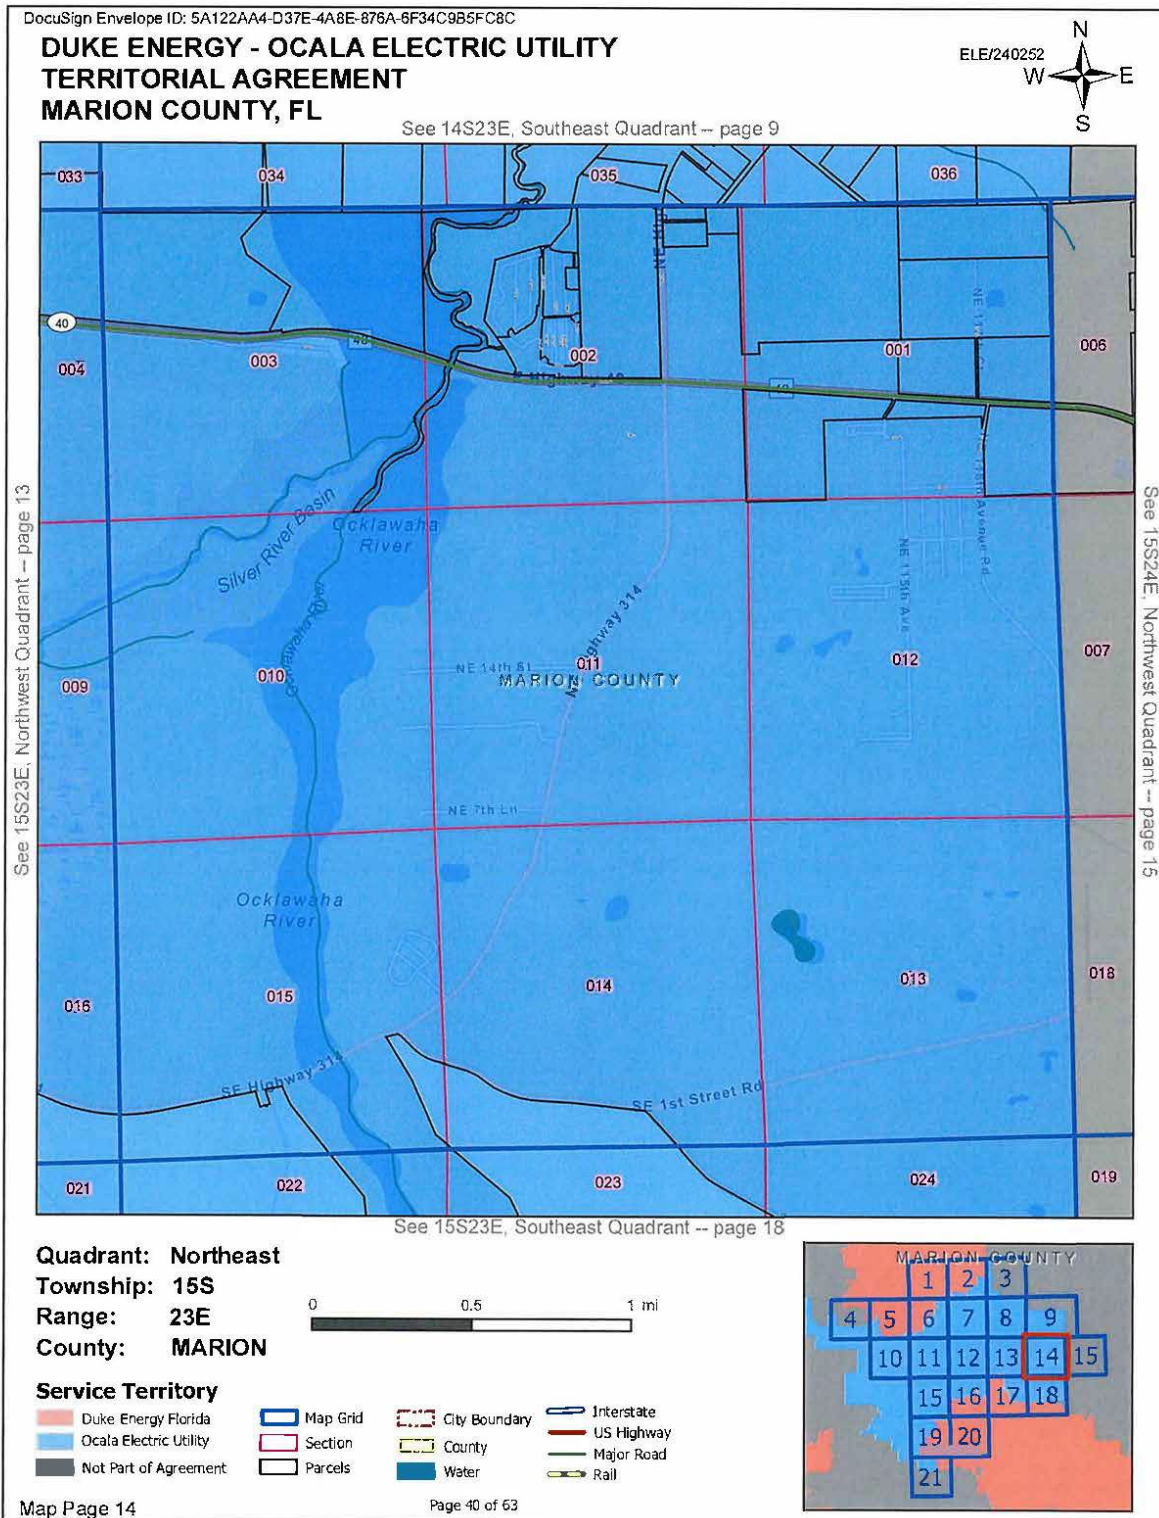 DocuSign Envelope ID: 5A122AA4-D37E-4A8E-876A-6F34C9B5FC8C
DUKE ENERGY - OCALA ELECTRIC UTILITY
TERRITORIAL AGREEMENT
MARION COUNTY, FL
ELE/240252
N
W
E
S
See 14S23E, Southeast Quadrant -- page 9
033
034
035
036
40
004
003
002
001
006
See 15S23E, Northwest Quadrant -- page 13
See 15S24E, Northwest Quadrant -- page 15
Silver River Basin
Ocklawaha
River
Ocklawaha River
NE 115th Ave
009
010
011
012
007
NE 14th St
MARION COUNTY
NE 7th Ln
Ocklawaha
River
016
015
014
013
018
SE Highway 314
SE 1st Street Rd
021
022
023
024
019
See 15S23E, Southeast Quadrant -- page 18
Quadrant: Northeast
Township: 15S
Range: 23E
County: MARION
0 0.5 1 mi
Service Territory
Duke Energy Florida
Ocala Electric Utility
Not Part of Agreement
Map Grid
Section
Parcels
City Boundary
County
Water
Interstate
US Highway
Major Road
Rail
MARION COUNTY
1 2 3
4 5 6 7 8 9
10 11 12 13 14 15
15 16 17 18
19 20
21
Map Page 14
Page 40 of 63